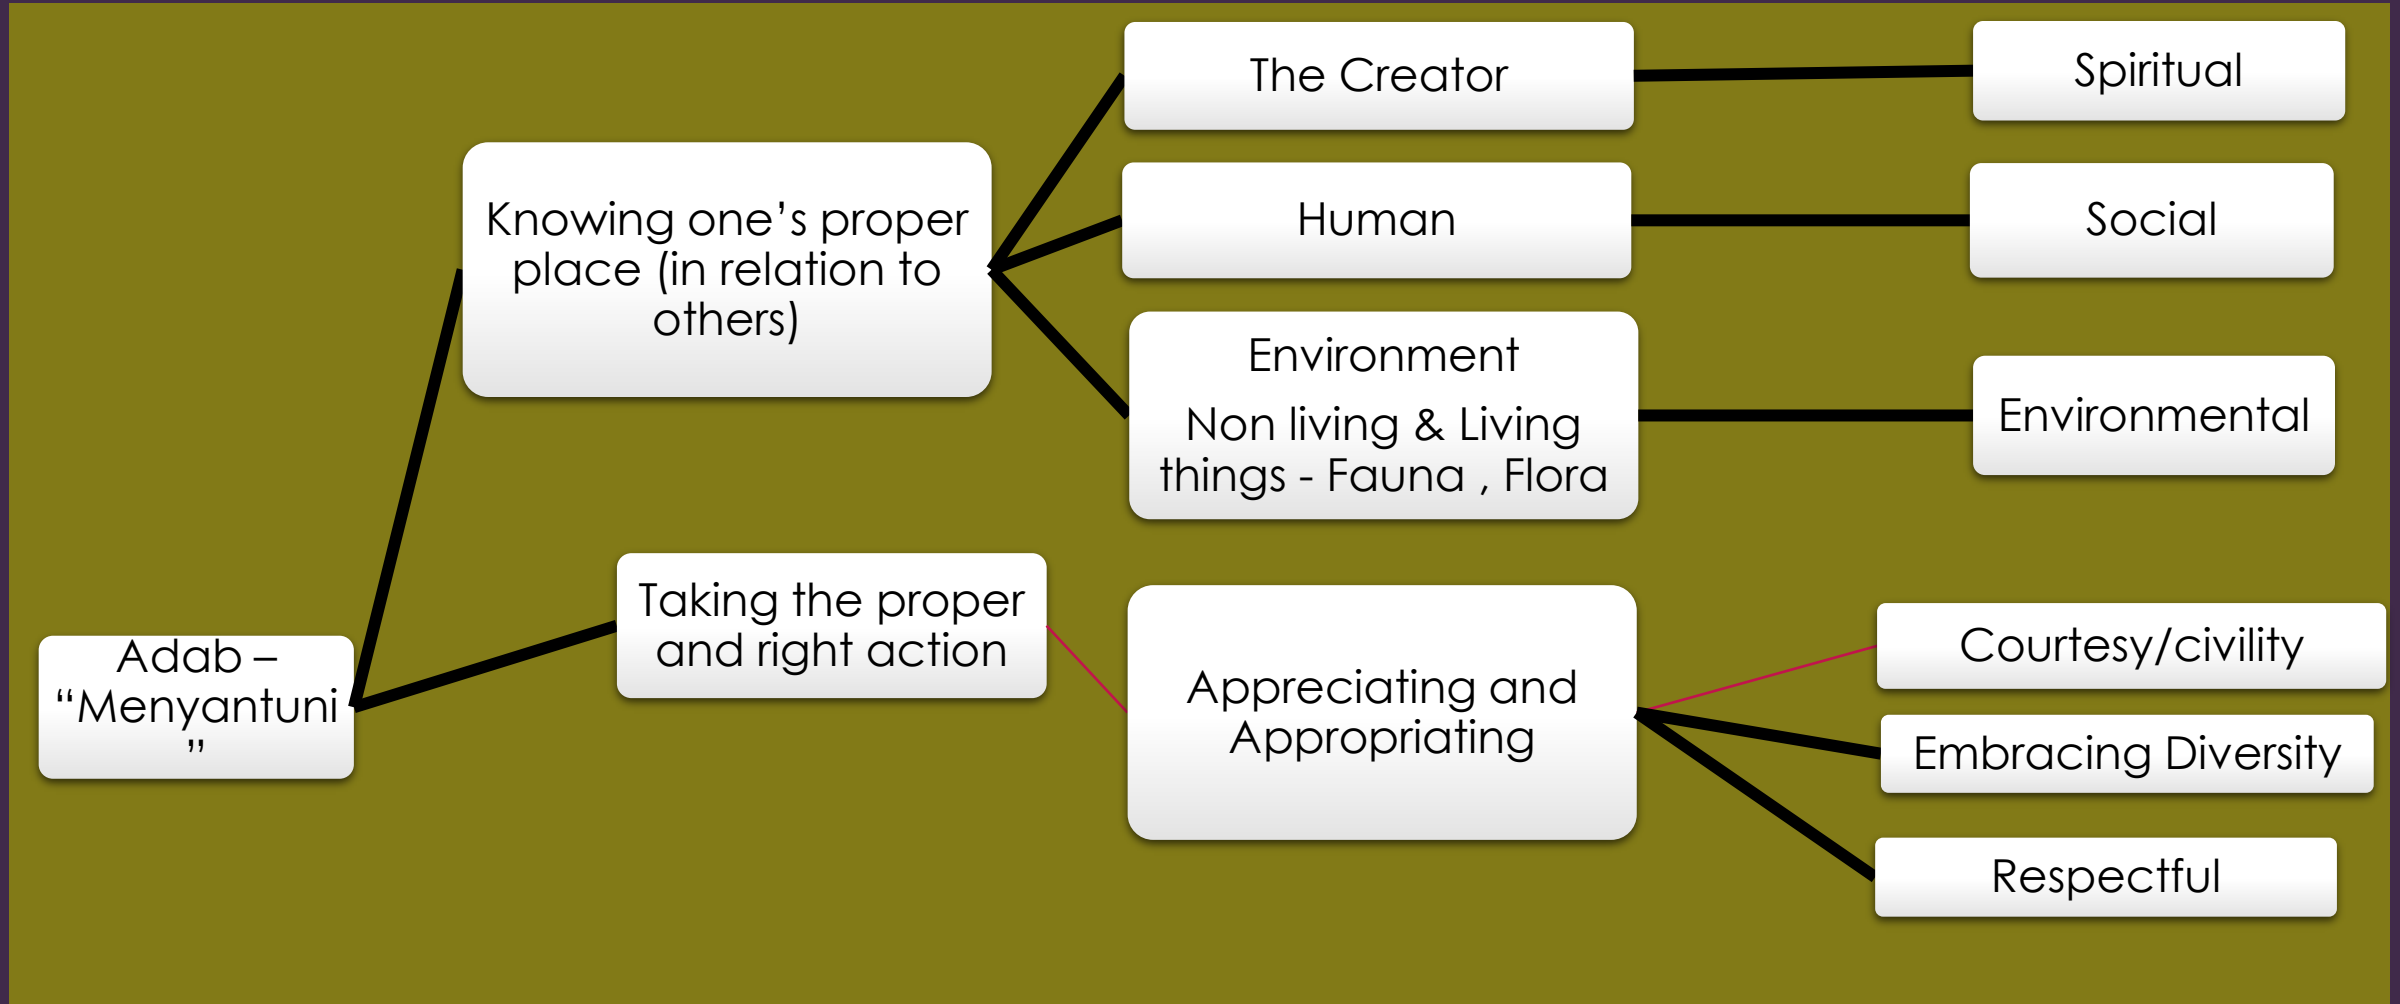 The Creator
Spiritual
Knowing one’s proper
place (in relation to
others)
Human
Social
Environment
Non living & Living
things - Fauna , Flora
Environmental
Adab –
“Menyantuni
”
Taking the proper
and right action
Appreciating and
Appropriating
Courtesy/civility
Embracing Diversity
Respectful